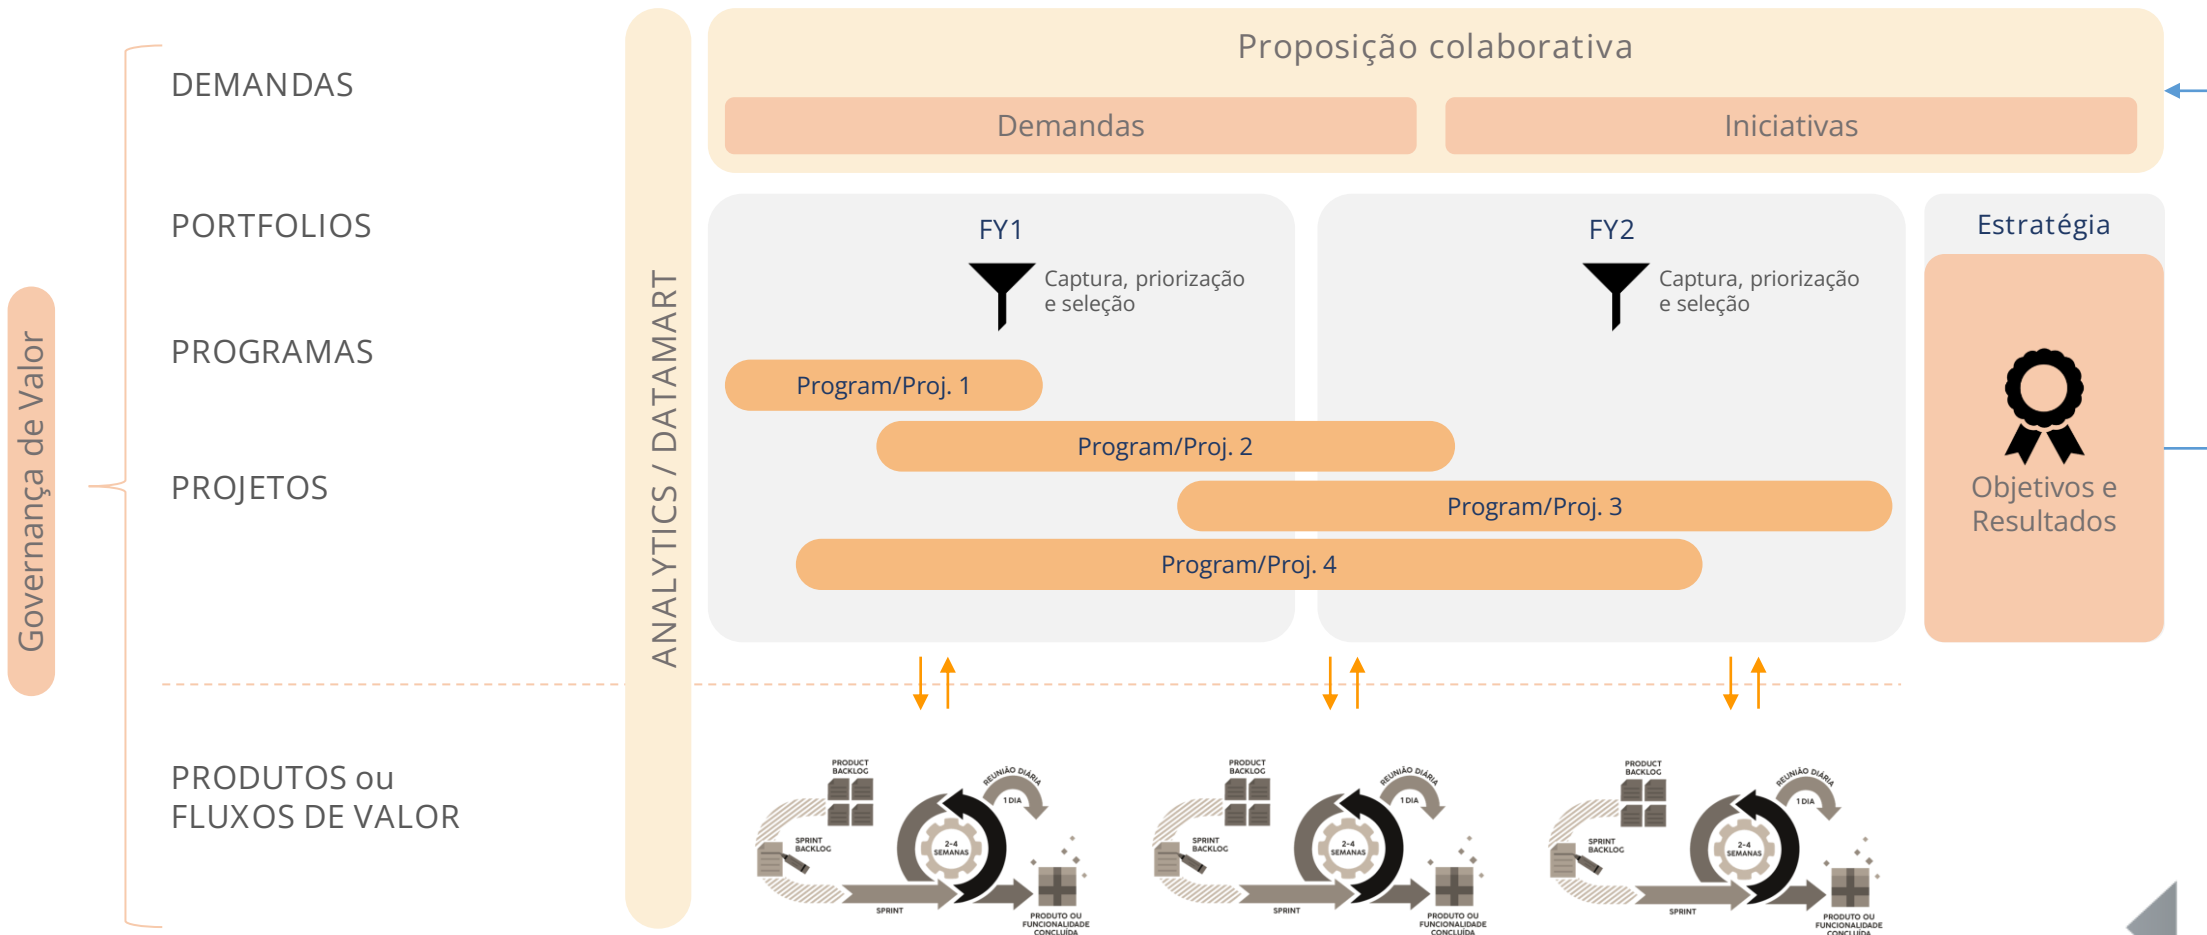 Governança de Valor
DEMANDAS
PORTFOLIOS
PROGRAMAS
PROJETOS
PRODUTOS ou
FLUXOS DE VALOR
ANALYTICS / DATAMART
Proposição colaborativa
Demandas
Iniciativas
FY1
Captura, priorização
e seleção
FY2
Captura, priorização
e seleção
Estratégia
Objetivos e
Resultados
Program/Proj. 1
Program/Proj. 2
Program/Proj. 3
Program/Proj. 4
PRODUCT
BACKLOG
SPRINT
BACKLOG
2-4
SEMANAS
REUNIÃO DIÁRIA
1 DIA
SPRINT
PRODUTO OU
FUNCIONALIDADE
CONCLUÍDA
PRODUCT
BACKLOG
SPRINT
BACKLOG
2-4
SEMANAS
REUNIÃO DIÁRIA
1 DIA
SPRINT
PRODUTO OU
FUNCIONALIDADE
CONCLUÍDA
PRODUCT
BACKLOG
SPRINT
BACKLOG
2-4
SEMANAS
REUNIÃO DIÁRIA
1 DIA
SPRINT
PRODUTO OU
FUNCIONALIDADE
CONCLUÍDA